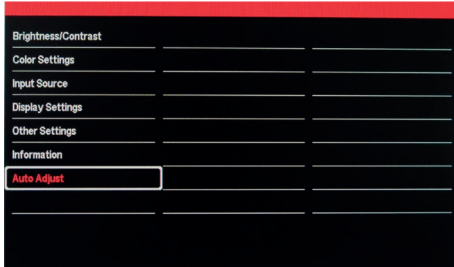 Brightness/Contrast
Color Settings
Input Source
Display Settings
Other Settings
Information
Auto Adjust